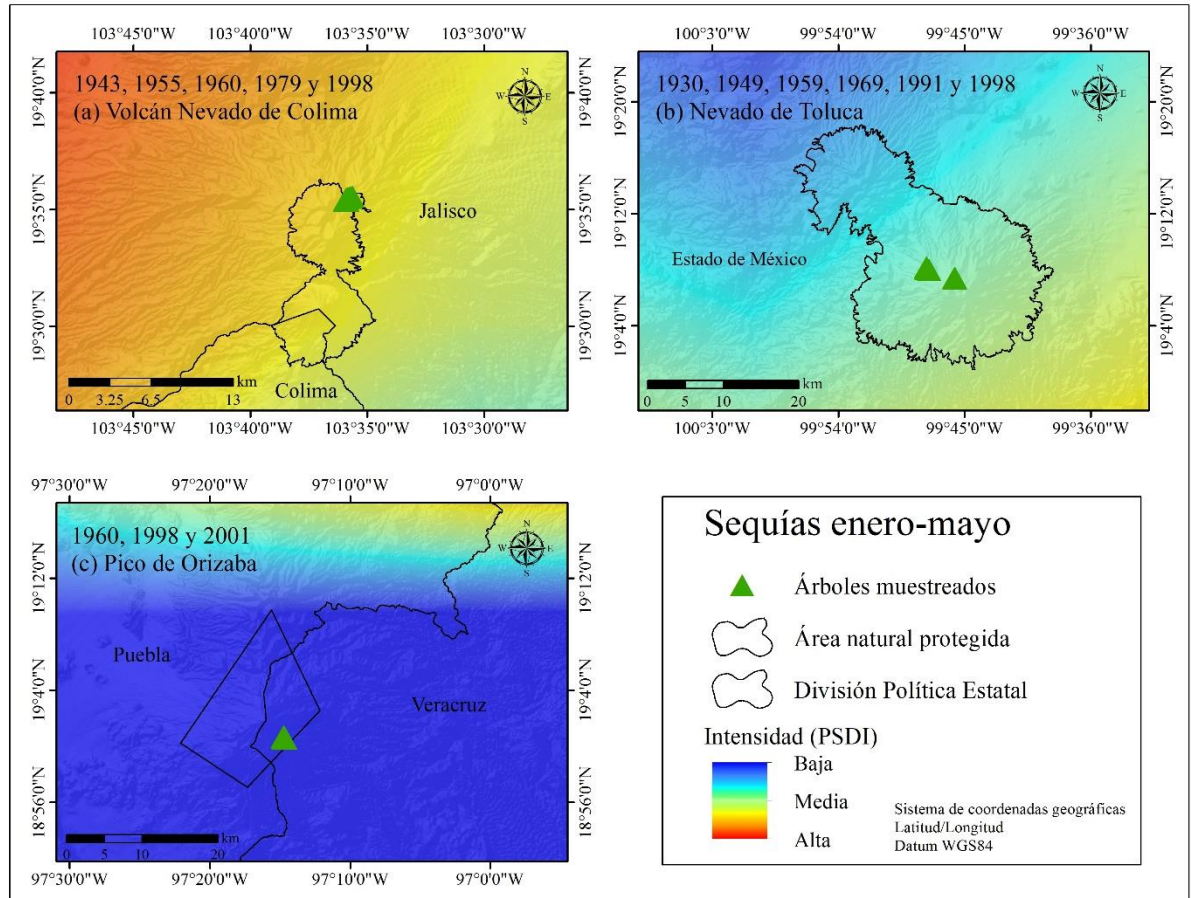 103°45'0"W 103°40'0"W 103°35'0"W 103°30'0"W
19°40'0"N
19°35'0"N
19°30'0"N
1943, 1955, 1960, 1979 y 1998
(a) Volcán Nevado de Colima
N
W E
S
Jalisco
Colima
km
0 3.25 6.5 13
19°40'0"N
19°35'0"N
19°30'0"N
103°45'0"W 103°40'0"W 103°35'0"W 103°30'0"W
100°3'0"W 99°54'0"W 99°45'0"W 99°36'0"W
19°20'0"N
19°12'0"N
19°4'0"N
1930, 1949, 1959, 1969, 1991 y 1998
(b) Nevado de Toluca
N
W E
S
Estado de México
km
0 5 10 20
19°20'0"N
19°12'0"N
19°4'0"N
100°3'0"W 99°54'0"W 99°45'0"W 99°36'0"W
97°30'0"W 97°20'0"W 97°10'0"W 97°0'0"W
19°12'0"N
19°4'0"N
18°56'0"N
1960, 1998 y 2001
(c) Pico de Orizaba
N
W E
S
Puebla
Veracruz
km
0 5 10 20
19°12'0"N
19°4'0"N
18°56'0"N
97°30'0"W 97°20'0"W 97°10'0"W 97°0'0"W
Sequías enero-mayo
Árboles muestreados
Área natural protegida
División Política Estatal
Intensidad (PSDI)
Baja
Media
Alta
Sistema de coordenadas geográficas
Latitud/Longitud
Datum WGS84